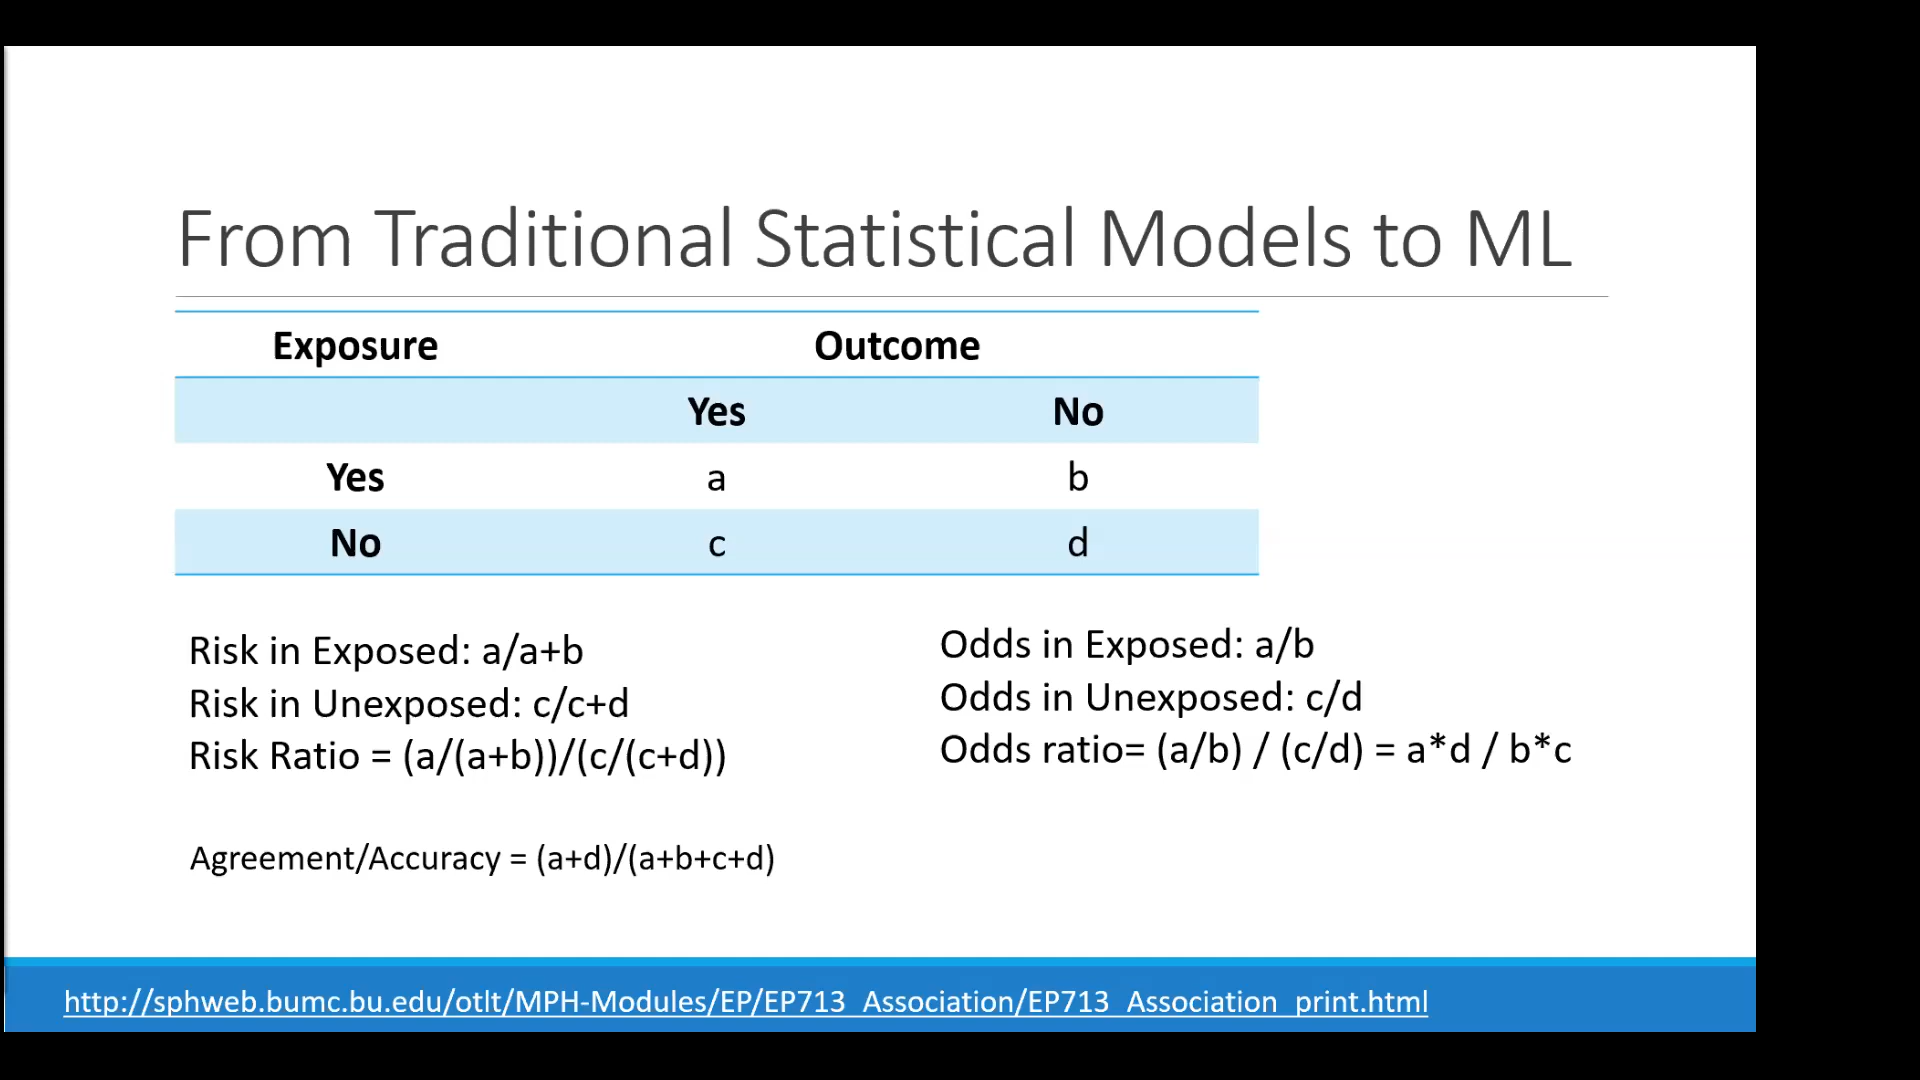 From Traditional Statistical Models to ML
Exposure Outcome
Yes No
Yes a b
No c d
Risk in Exposed: a/a+b
Risk in Unexposed: c/c+d
Risk Ratio = (a/(a+b))/(c/(c+d))
Odds in Exposed: a/b
Odds in Unexposed: c/d
Odds ratio= (a/b) / (c/d) = a*d / b*c
Agreement/Accuracy = (a+d)/(a+b+c+d)
http://sphweb.bumc.bu.edu/otlt/MPH-Modules/EP/EP713_Association/EP713_Association_print.html